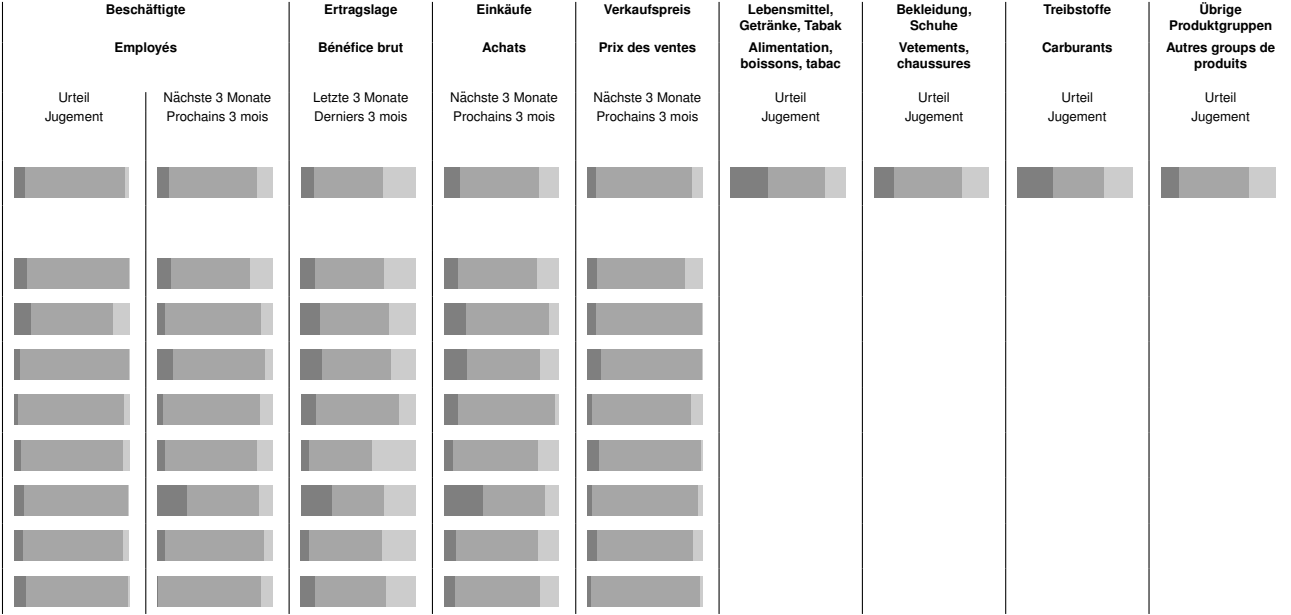 Beschäftigte
Ertragslage
Einkäufe
Verkaufspreis
Lebensmittel,
Getränke, Tabak
Bekleidung,
Schuhe
Treibstoffe
Übrige
Produktgruppen
Employés
Bénéfice brut
Achats
Prix des ventes
Alimentation,
boissons, tabac
Vetements,
chaussures
Carburants
Autres groups de
produits
Urteil
Jugement
Nächste 3 Monate
Prochains 3 mois
Letzte 3 Monate
Derniers 3 mois
Nächste 3 Monate
Prochains 3 mois
Nächste 3 Monate
Prochains 3 mois
Urteil
Jugement
Urteil
Jugement
Urteil
Jugement
Urteil
Jugement